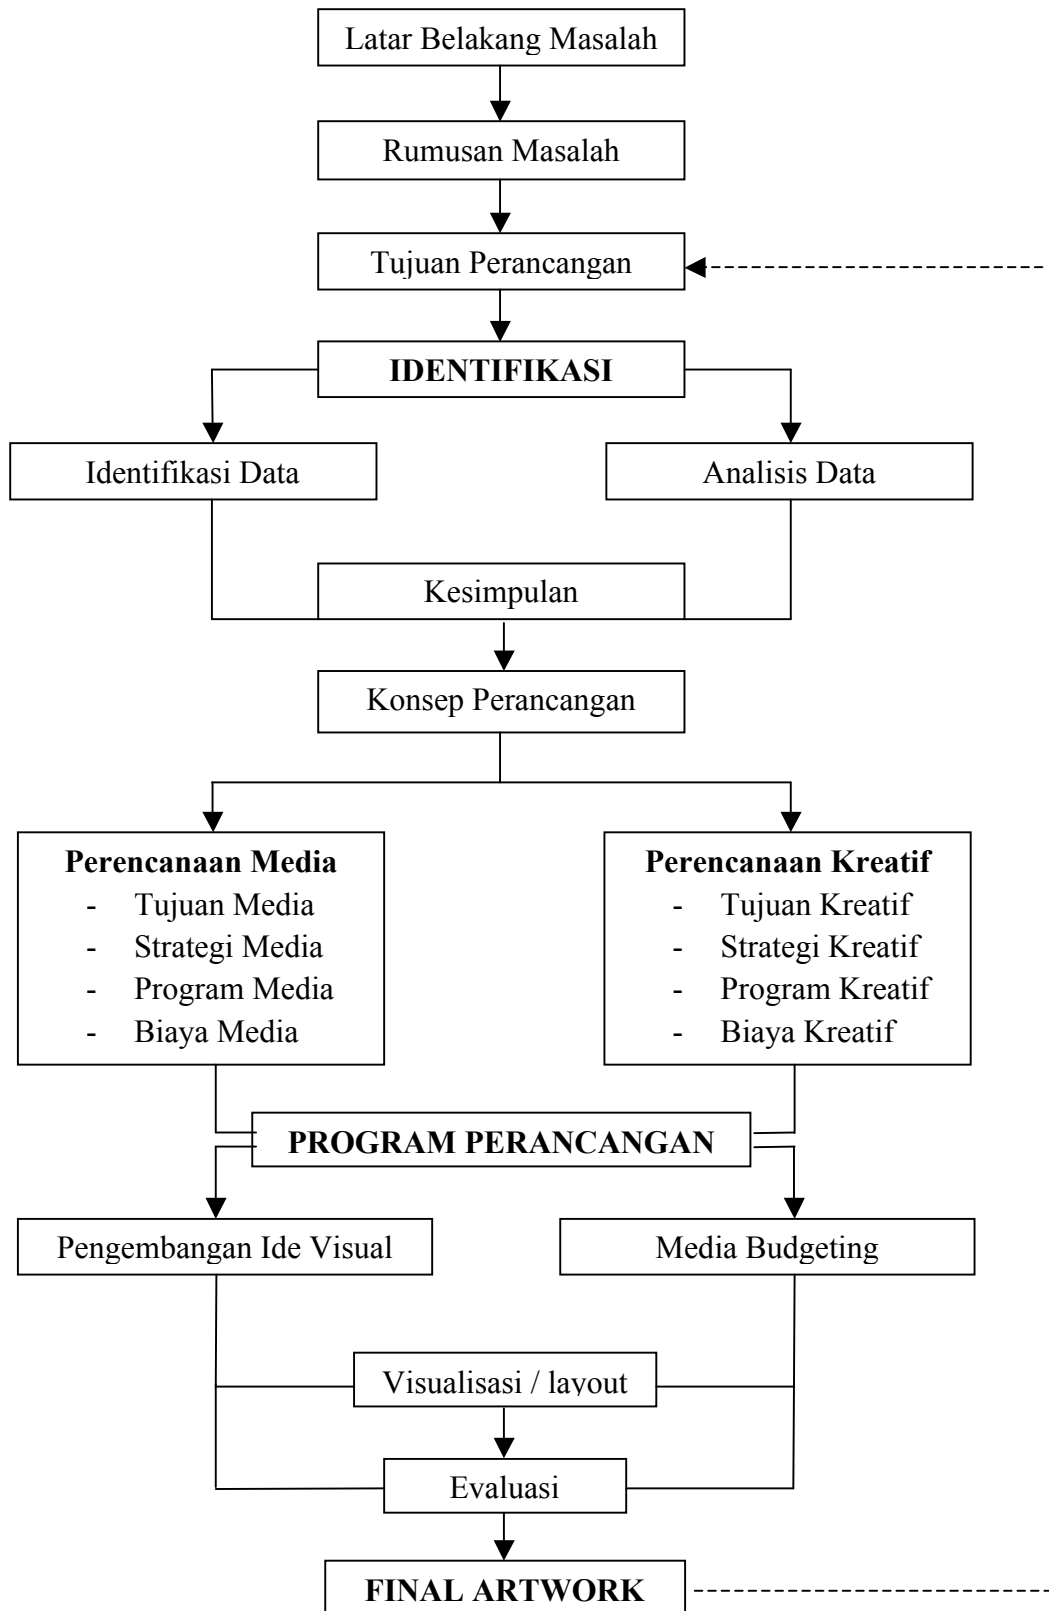 Latar Belakang Masalah
Rumusan Masalah
Tujuan Perancangan
IDENTIFIKASI
Identifikasi Data
Analisis Data
Kesimpulan
Konsep Perancangan
Perencanaan Media
- Tujuan Media
- Strategi Media
- Program Media
- Biaya Media
Perencanaan Kreatif
- Tujuan Kreatif
- Strategi Kreatif
- Program Kreatif
- Biaya Kreatif
PROGRAM PERANCANGAN
Pengembangan Ide Visual
Media Budgeting
Visualisasi / layout
Evaluasi
FINAL ARTWORK